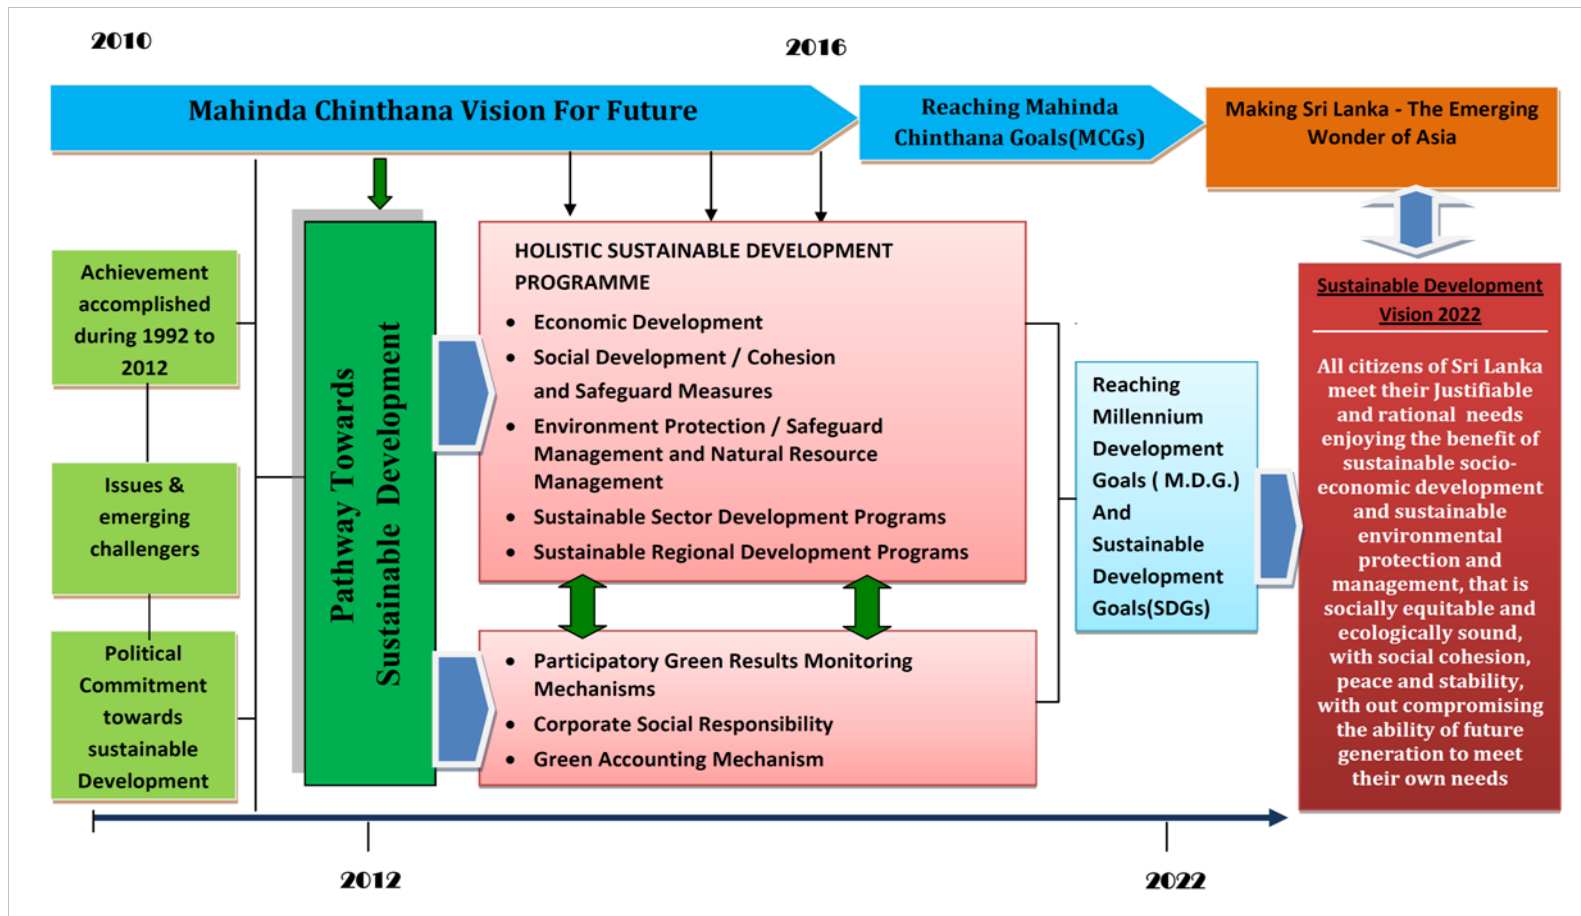 2010
2016
Mahinda Chinthana Vision For Future
Reaching Mahinda
Chinthana Goals(MCGs)
Making Sri Lanka - The Emerging
Wonder of Asia
Achievement
accomplished
during 1992 to
2012
Issues &
emerging
challengers
Political
Commitment
towards
sustainable
Development
Pathway Towards
Sustainable Development
HOLISTIC SUSTAINABLE DEVELOPMENT
PROGRAMME
• Economic Development
• Social Development / Cohesion
and Safeguard Measures
• Environment Protection / Safeguard
Management and Natural Resource
Management
• Sustainable Sector Development Programs
• Sustainable Regional Development Programs
• Participatory Green Results Monitoring
Mechanisms
• Corporate Social Responsibility
• Green Accounting Mechanism
Reaching
Millennium
Development
Goals ( M.D.G.)
And
Sustainable
Development
Goals(SDGs)
Sustainable Development
Vision 2022
All citizens of Sri Lanka
meet their Justifiable
and rational needs
enjoying the benefit of
sustainable socio-
economic development
and sustainable
environmental
protection and
management, that is
socially equitable and
ecologically sound,
with social cohesion,
peace and stability,
with out compromising
the ability of future
generation to meet
their own needs
2012
2022